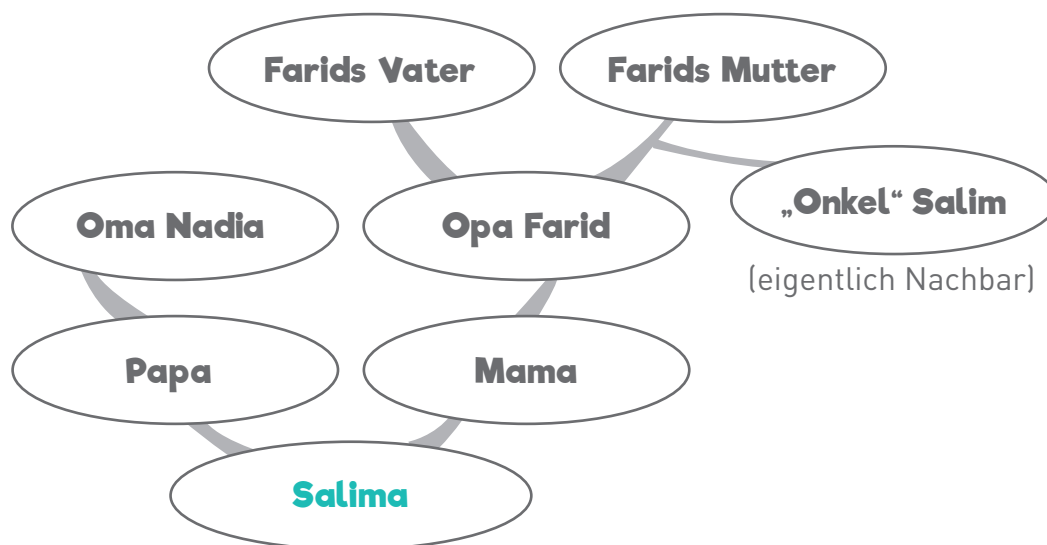 Farids Vater
Farids Mutter
Oma Nadia
Opa Farid
„Onkel“ Salim
(eigentlich Nachbar)
Papa
Mama
Salima